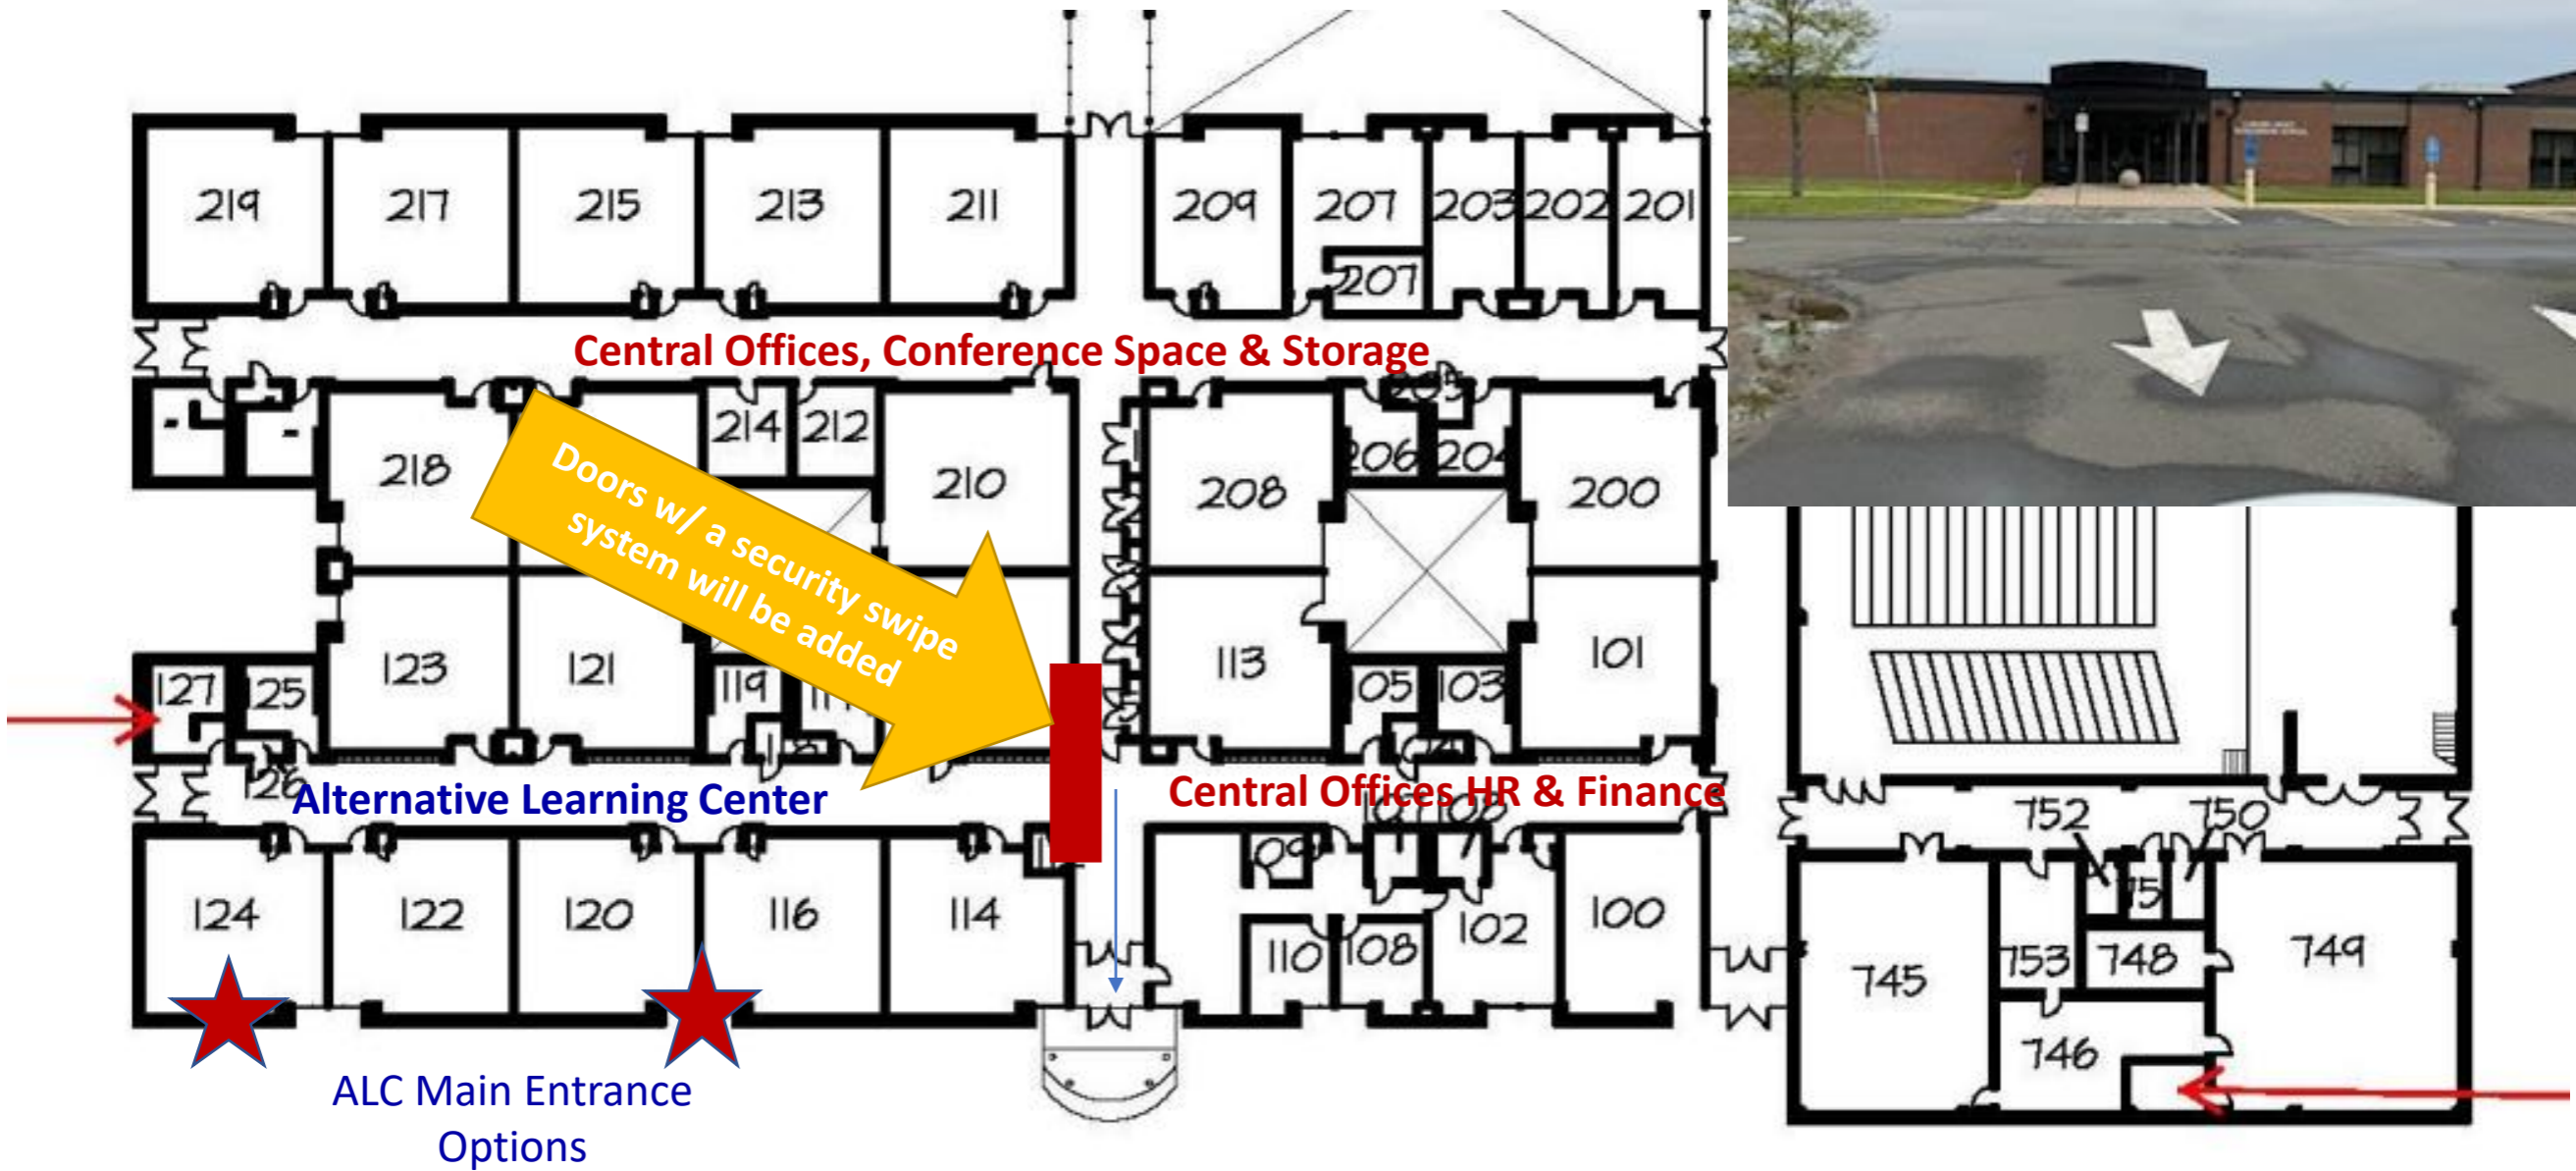 219 217 215 213 211 209 207 203 202 201
207
Central Offices, Conference Space & Storage
214 212 206 204
218 210 208 200
Doors w/ a security swipe
system will be added
123 121 113 101
127 125 119 105 103
126
Alternative Learning Center
Central Offices HR & Finance
752 750
124 122 120 116 114 102 100
110 108 745 753 748 749
746
ALC Main Entrance
Options